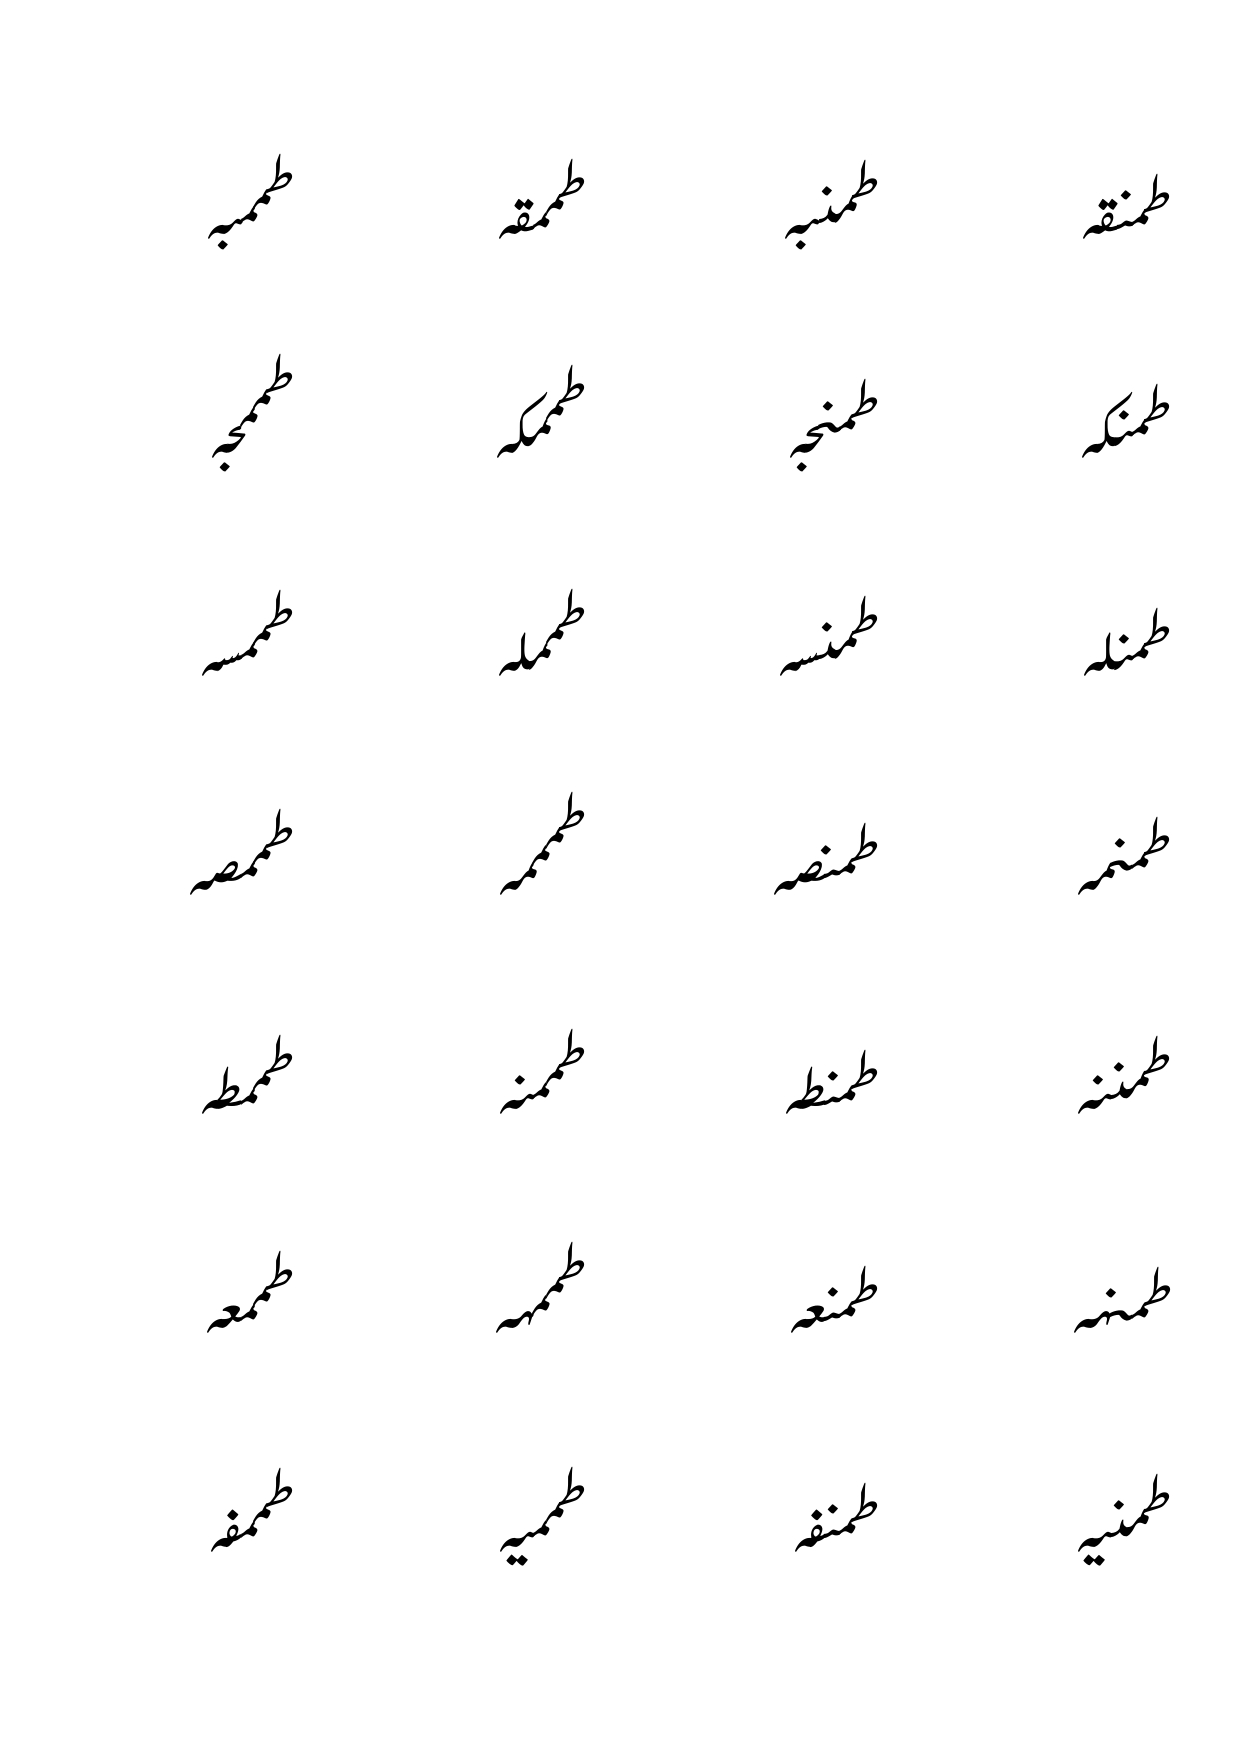 طمنقه طمنبه طممقه طممبه
طمنکه طمنجه طممکه طممجه
طمنله طمنسه طممله طممسه
طمنمه طمنصه طمممه طممصه
طمننه طمنطه طممنه طممطه
طمنهه طمنعه طممهه طممعه
طمنیه طمنفه طممیه طممفه